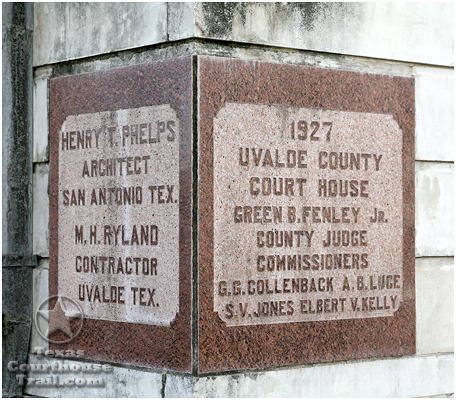 HENRY T. PHELPS
ARCHITECT
SAN ANTONIO TEX.
M.H. RYLAND
CONTRACTOR
UVALDE TEX.
1927
UVALDE COUNTY
COURT HOUSE
GREEN B. FENLEY Jr.
COUNTY JUDGE
COMMISSIONERS
G.G. COLLENBACK A.B. LUCE
S.V. JONES ELBERT V. KELLY
TEXAS
COURTHOUSE
TRAIL.com